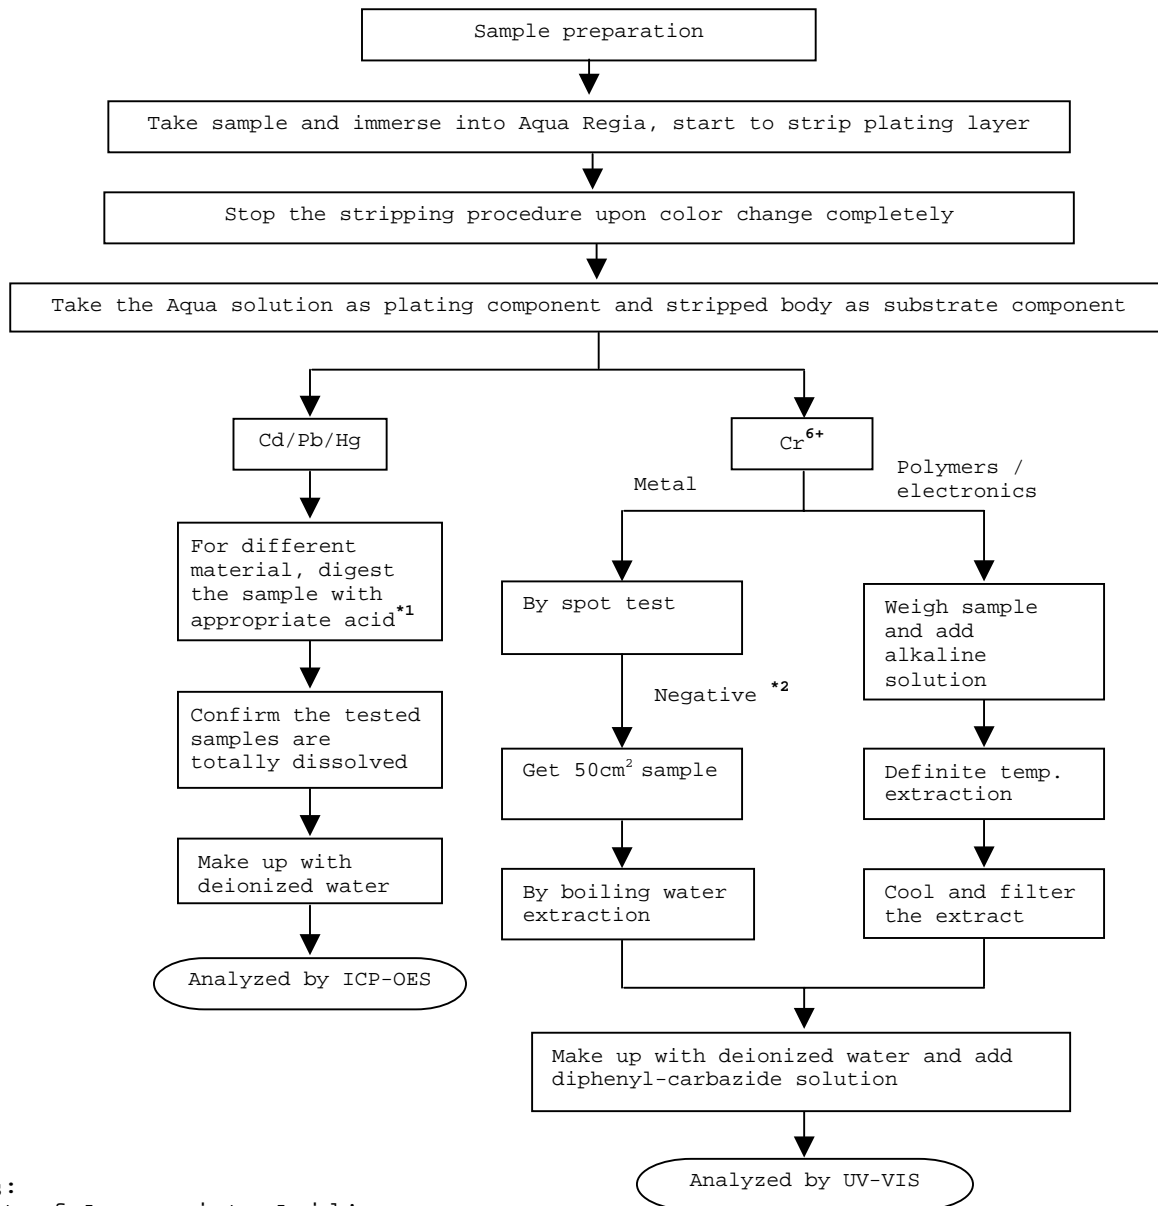 Sample preparation
Take sample and immerse into Aqua Regia, start to strip plating layer
Stop the stripping procedure upon color change completely
Take the Aqua solution as plating component and stripped body as substrate component
Cd/Pb/Hg
For different
material, digest
the sample with
appropriate acid*1
Confirm the tested
samples are
totally dissolved
Make up with
deionized water
Analyzed by ICP-OES
Cr6+
Metal
Polymers /
electronics
By spot test
Negative *2
Get 50cm2 sample
By boiling water
extraction
Weigh sample
and add
alkaline
solution
Definite temp.
extraction
Cool and filter
the extract
Make up with deionized water and add
diphenyl-carbazide solution
Analyzed by UV-VIS